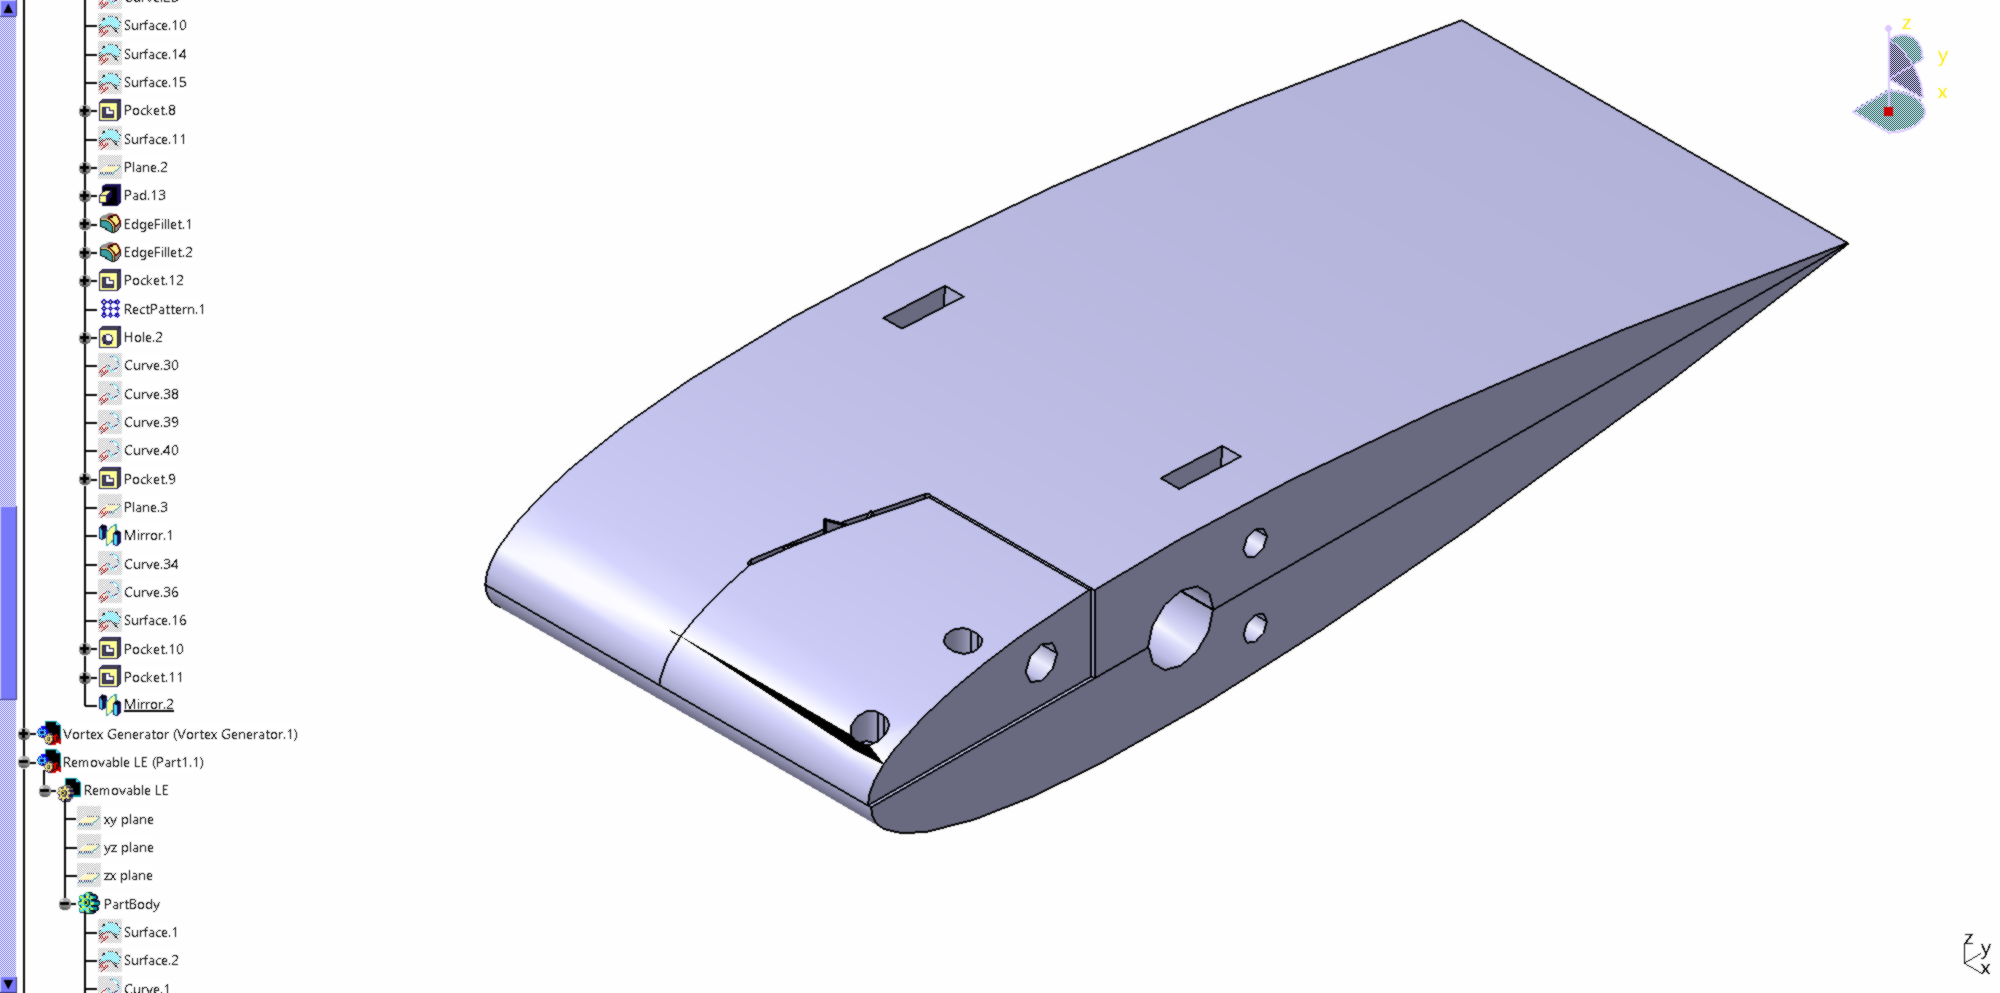 Surface.10
Surface.14
Surface.15
Pocket.8
Surface.11
Plane.2
Pad.13
EdgeFillet.1
EdgeFillet.2
Pocket.12
RectPattern.1
Hole.2
Curve.30
Curve.38
Curve.39
Curve.40
Pocket.9
Plane.3
Mirror.1
Curve.34
Curve.36
Surface.16
Pocket.10
Pocket.11
Mirror.2
Vortex Generator (Vortex Generator.1)
Removable LE (Part1.1)
Removable LE
xy plane
yz plane
zx plane
PartBody
Surface.1
Surface.2
Curve.1
z
y
x
z
y
x